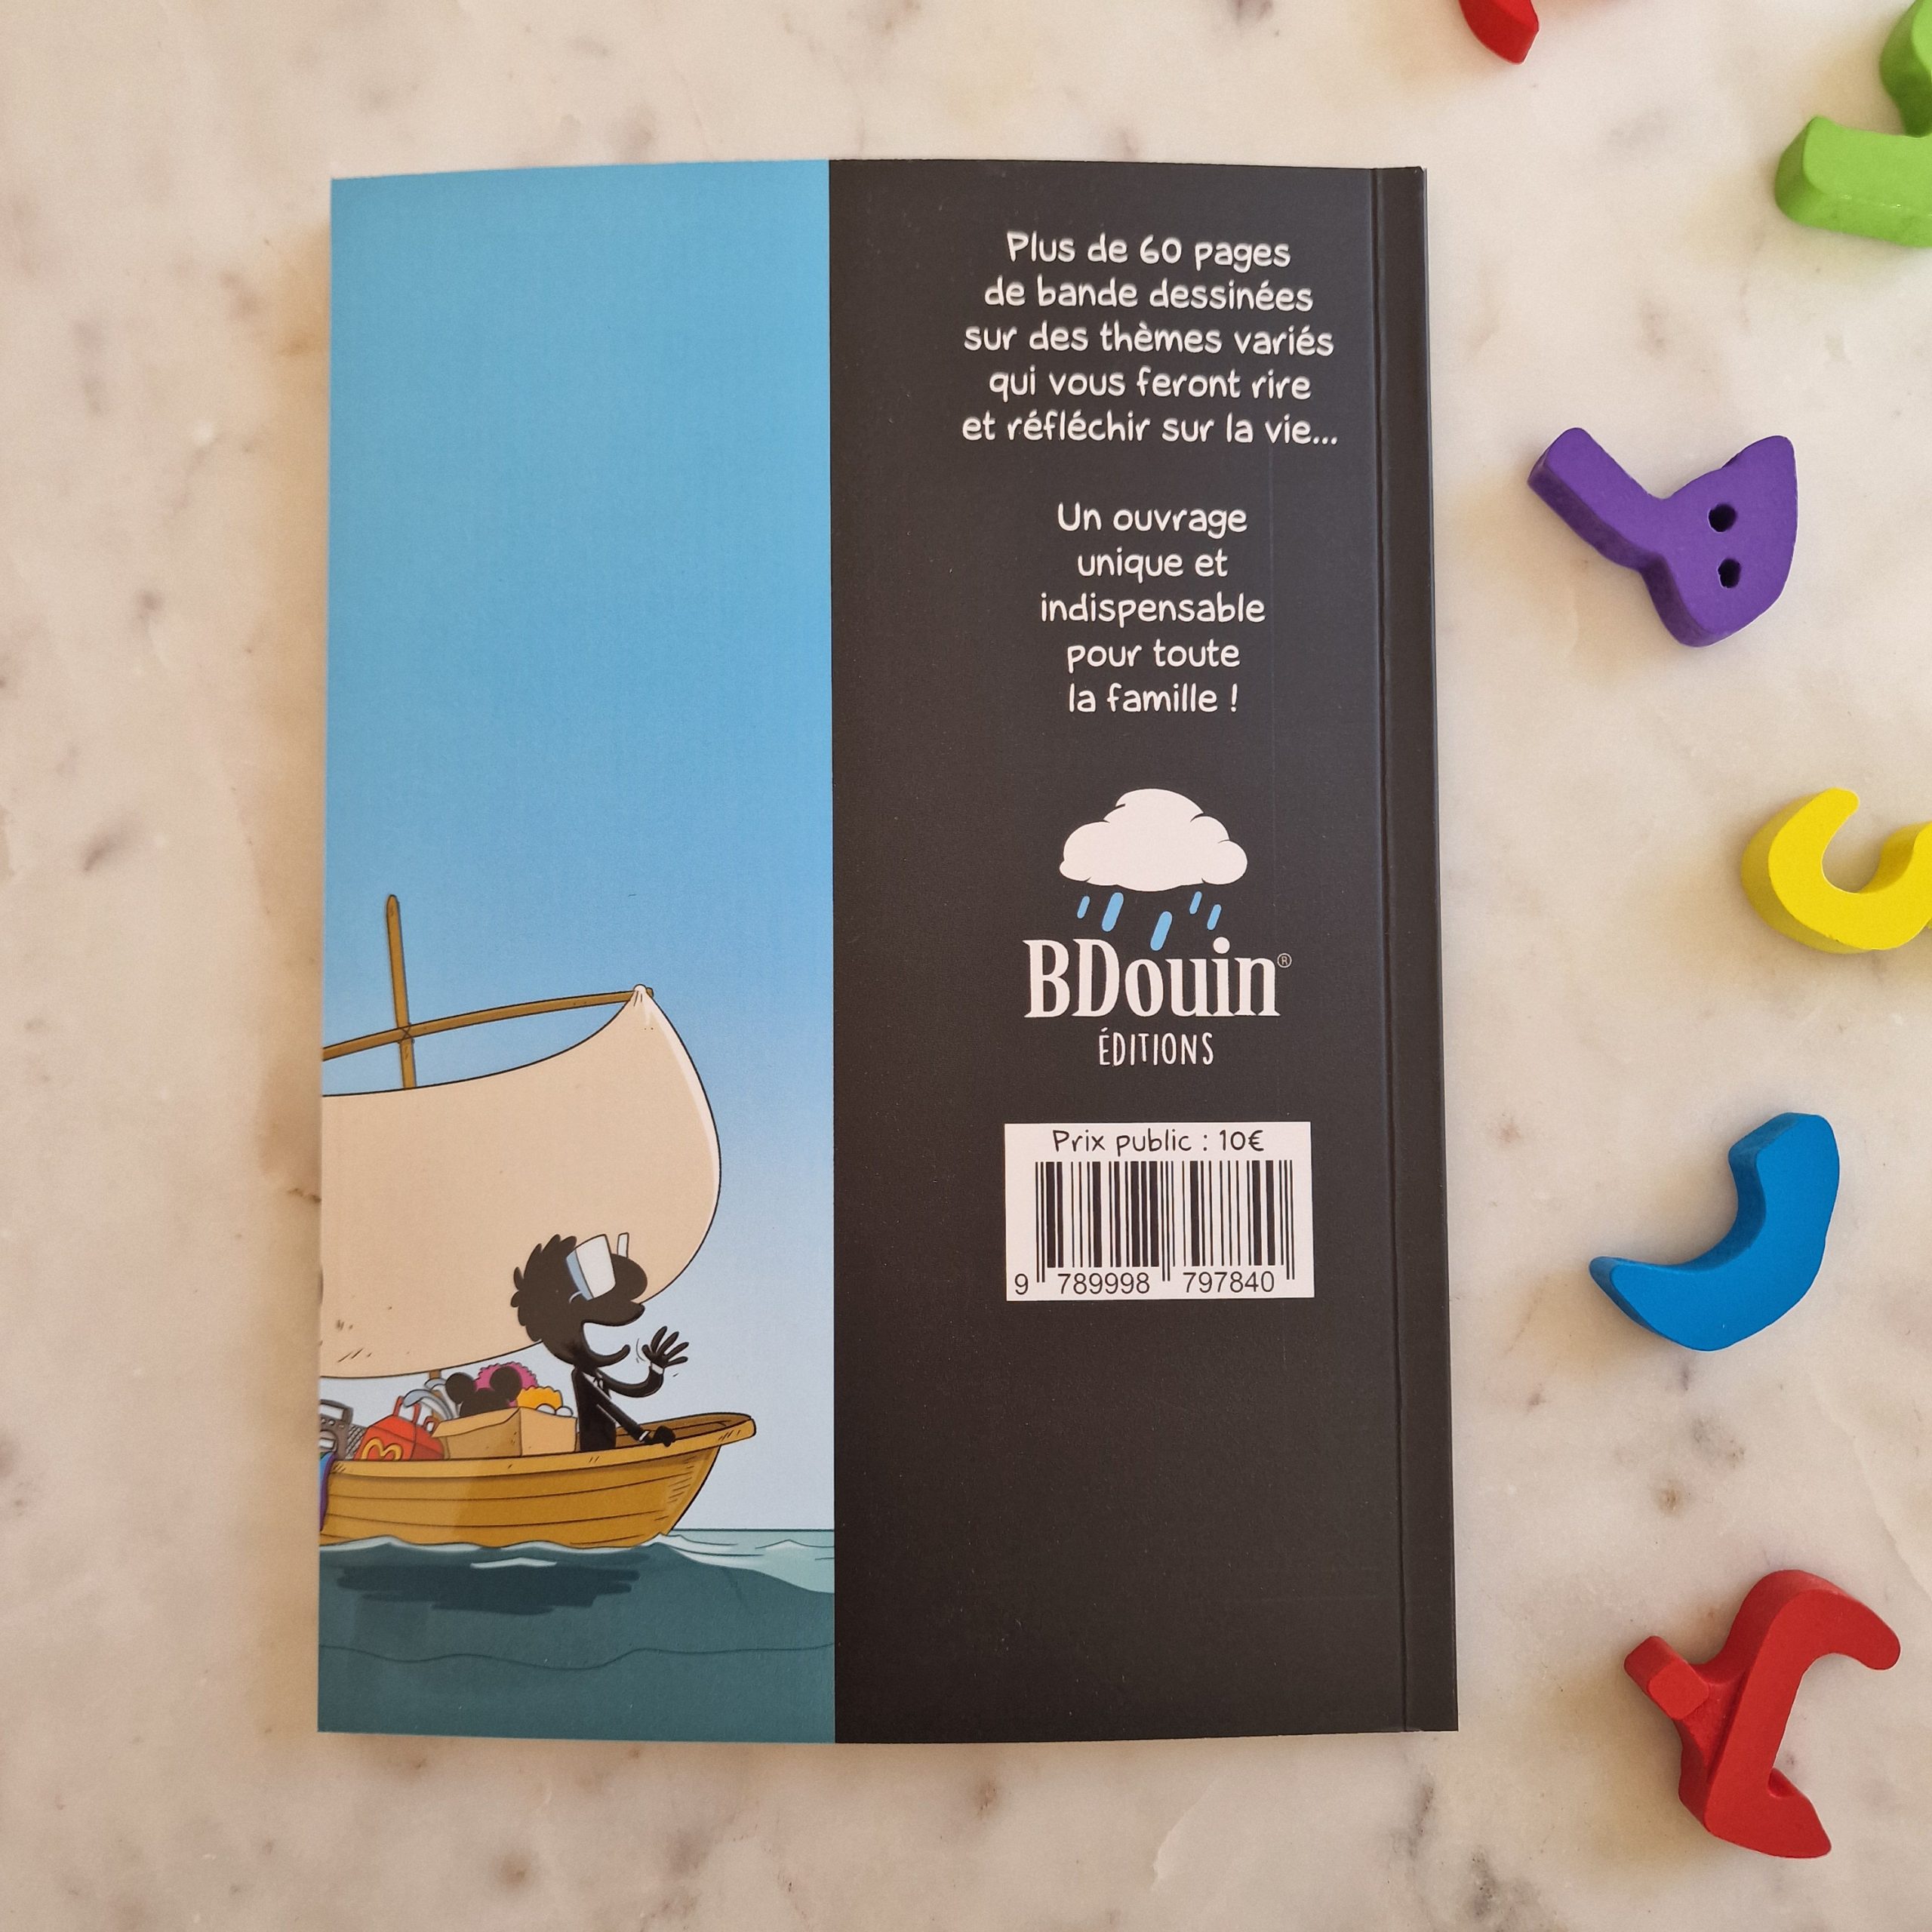 Plus de 60 pages
de bande dessinées
sur des thèmes variés
qui vous feront rire
et réfléchir sur la vie...
Un ouvrage
unique et
indispensable
pour toute
la famille !
BDouin®
ÉDITIONS
Prix public : 10€
9 789998 797840